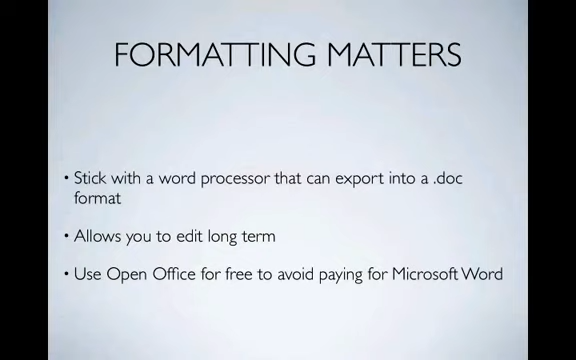 FORMATTING MATTERS
• Stick with a word processor that can export into a .doc
format
• Allows you to edit long term
• Use Open Office for free to avoid paying for Microsoft Word